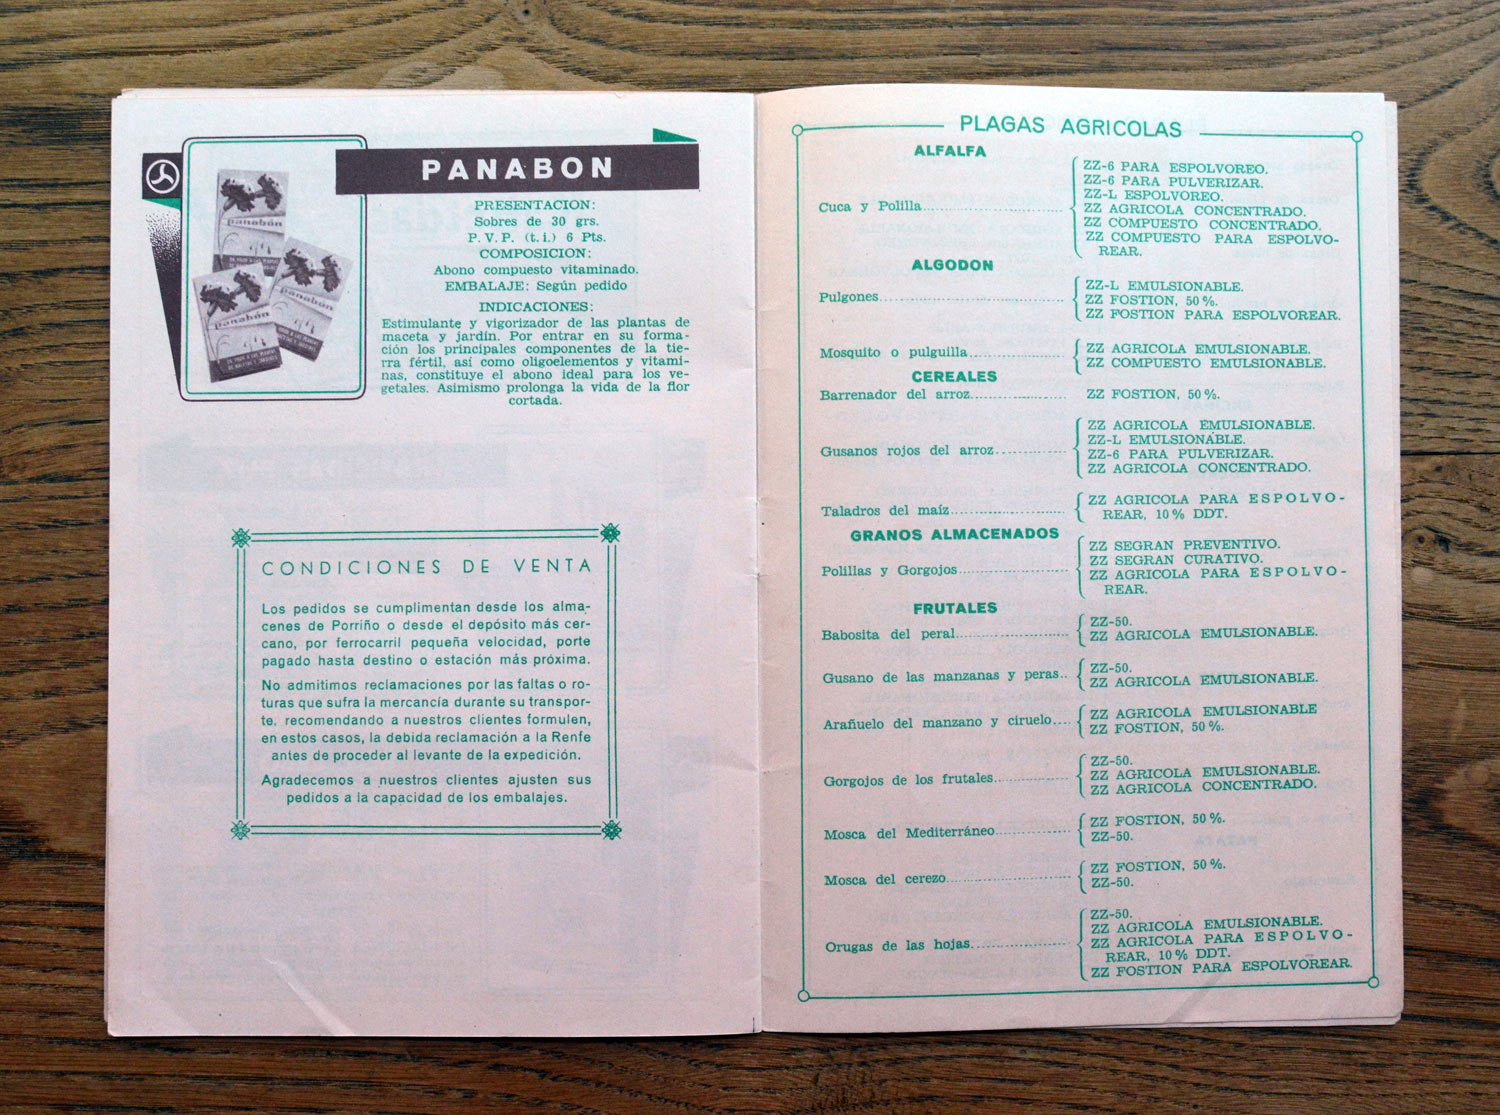 PANABON
PRESENTACION:
Sobres de 30 grs.
P. V. P. (t. i.) 6 Pts.
COMPOSICION:
Abono compuesto vitaminado.
EMBALAJE: Según pedido
INDICACIONES:
Estimulante y vigorizador de las plantas de
maceta y jardín. Por entrar en su forma-
ción los principales componentes de la tie-
rra fértil, así como oligoelementos y vitami-
nas, constituye el abono ideal para los ve-
getales. Asimismo prolonga la vida de la flor
cortada.
panabón
panabón
panabón
CONDICIONES DE VENTA
Los pedidos se cumplimentan desde los alma-
cenes de Porriño o desde el depósito más cer-
cano, por ferrocarril pequeña velocidad, porte
pagado hasta destino o estación más próxima.
No admitimos reclamaciones por las faltas o ro-
turas que sufra la mercancía durante su transpor-
te, recomendando a nuestros clientes formulen,
en estos casos, la debida reclamación a la Renfe
antes de proceder al levante de la expedición.
Agradecemos a nuestros clientes ajusten sus
pedidos a la capacidad de los embalajes.
PLAGAS AGRICOLAS
ALFALFA
Cuca y Polilla
ZZ-6 PARA ESPOLVOREO.
ZZ-6 PARA PULVERIZAR.
ZZ-L ESPOLVOREO.
ZZ AGRICOLA CONCENTRADO.
ZZ COMPUESTO CONCENTRADO.
ZZ COMPUESTO PARA ESPOLVO-
REAR.
ALGODON
Pulgones
ZZ-L EMULSIONABLE.
ZZ FOSTION, 50 %.
ZZ FOSTION PARA ESPOLVOREAR.
Mosquito o pulguilla
ZZ AGRICOLA EMULSIONABLE.
ZZ COMPUESTO EMULSIONABLE.
CEREALES
Barrenador del arroz
ZZ FOSTION, 50 %.
Gusanos rojos del arroz
ZZ AGRICOLA EMULSIONABLE.
ZZ-L EMULSIONABLE.
ZZ-6 PARA PULVERIZAR.
ZZ AGRICOLA CONCENTRADO.
Taladros del maíz
ZZ AGRICOLA PARA ESPOLVO-
REAR, 10 % DDT.
GRANOS ALMACENADOS
Polillas y Gorgojos
ZZ SEGRAN PREVENTIVO.
ZZ SEGRAN CURATIVO.
ZZ AGRICOLA PARA ESPOLVO-
REAR.
FRUTALES
Babosita del peral
ZZ-50.
ZZ AGRICOLA EMULSIONABLE.
Gusano de las manzanas y peras
ZZ-50.
ZZ AGRICOLA EMULSIONABLE.
Arañuelo del manzano y ciruelo
ZZ AGRICOLA EMULSIONABLE
ZZ FOSTION, 50 %.
Gorgojos de los frutales
ZZ-50.
ZZ AGRICOLA EMULSIONABLE.
ZZ AGRICOLA CONCENTRADO.
Mosca del Mediterráneo
ZZ FOSTION, 50 %.
ZZ-50.
Mosca del cerezo
ZZ FOSTION, 50 %.
ZZ-50.
Orugas de las hojas
ZZ-50.
ZZ AGRICOLA EMULSIONABLE.
ZZ AGRICOLA PARA ESPOLVO-
REAR, 10 % DDT.
ZZ FOSTION PARA ESPOLVOREAR.